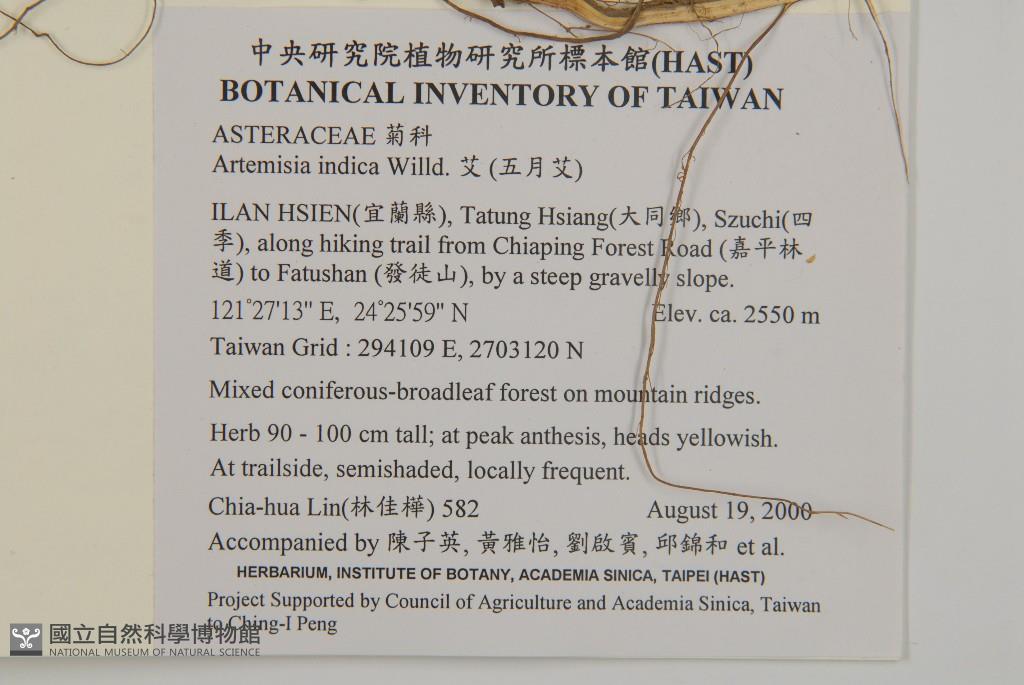 中央研究院植物研究所標本館(HAST)
BOTANICAL INVENTORY OF TAIWAN
ASTERACEAE 菊科
Artemisia indica Willd. 艾 (五月艾)
ILAN HSIEN(宜蘭縣), Tatung Hsiang(大同鄉), Szuchi(四
季), along hiking trail from Chiaping Forest Road (嘉平林
道) to Fatushan (發徒山), by a steep gravelly slope.
121°27'13" E, 24°25'59" N Elev. ca. 2550 m
Taiwan Grid : 294109 E, 2703120 N
Mixed coniferous-broadleaf forest on mountain ridges.
Herb 90 - 100 cm tall; at peak anthesis, heads yellowish.
At trailside, semishaded, locally frequent.
Chia-hua Lin(林佳樺) 582 August 19, 2000
Accompanied by 陳子英, 黃雅怡, 劉啟賓, 邱錦和 et al.
HERBARIUM, INSTITUTE OF BOTANY, ACADEMIA SINICA, TAIPEI (HAST)
Project Supported by Council of Agriculture and Academia Sinica, Taiwan
to Ching-I Peng
國立自然科學博物館
NATIONAL MUSEUM OF NATURAL SCIENCE